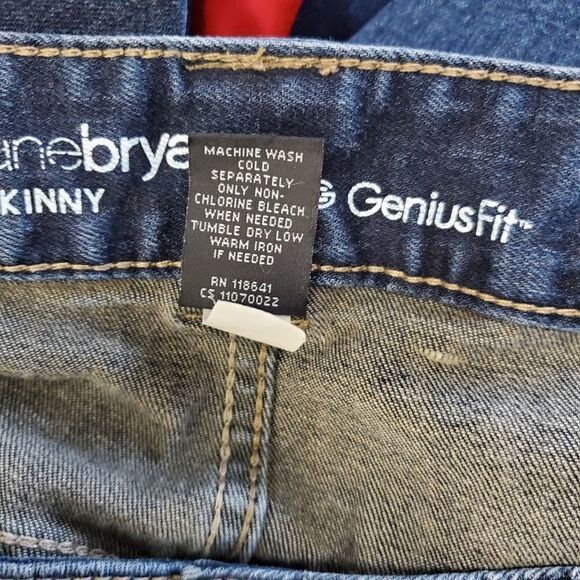 anebrya
KINNY
MACHINE WASH
COLD
SEPARATELY
ONLY NON-
CHLORINE BLEACH
WHEN NEEDED
TUMBLE DRY LOW
WARM IRON
IF NEEDED
RN 118641
CS 11070022
G GeniusFit™